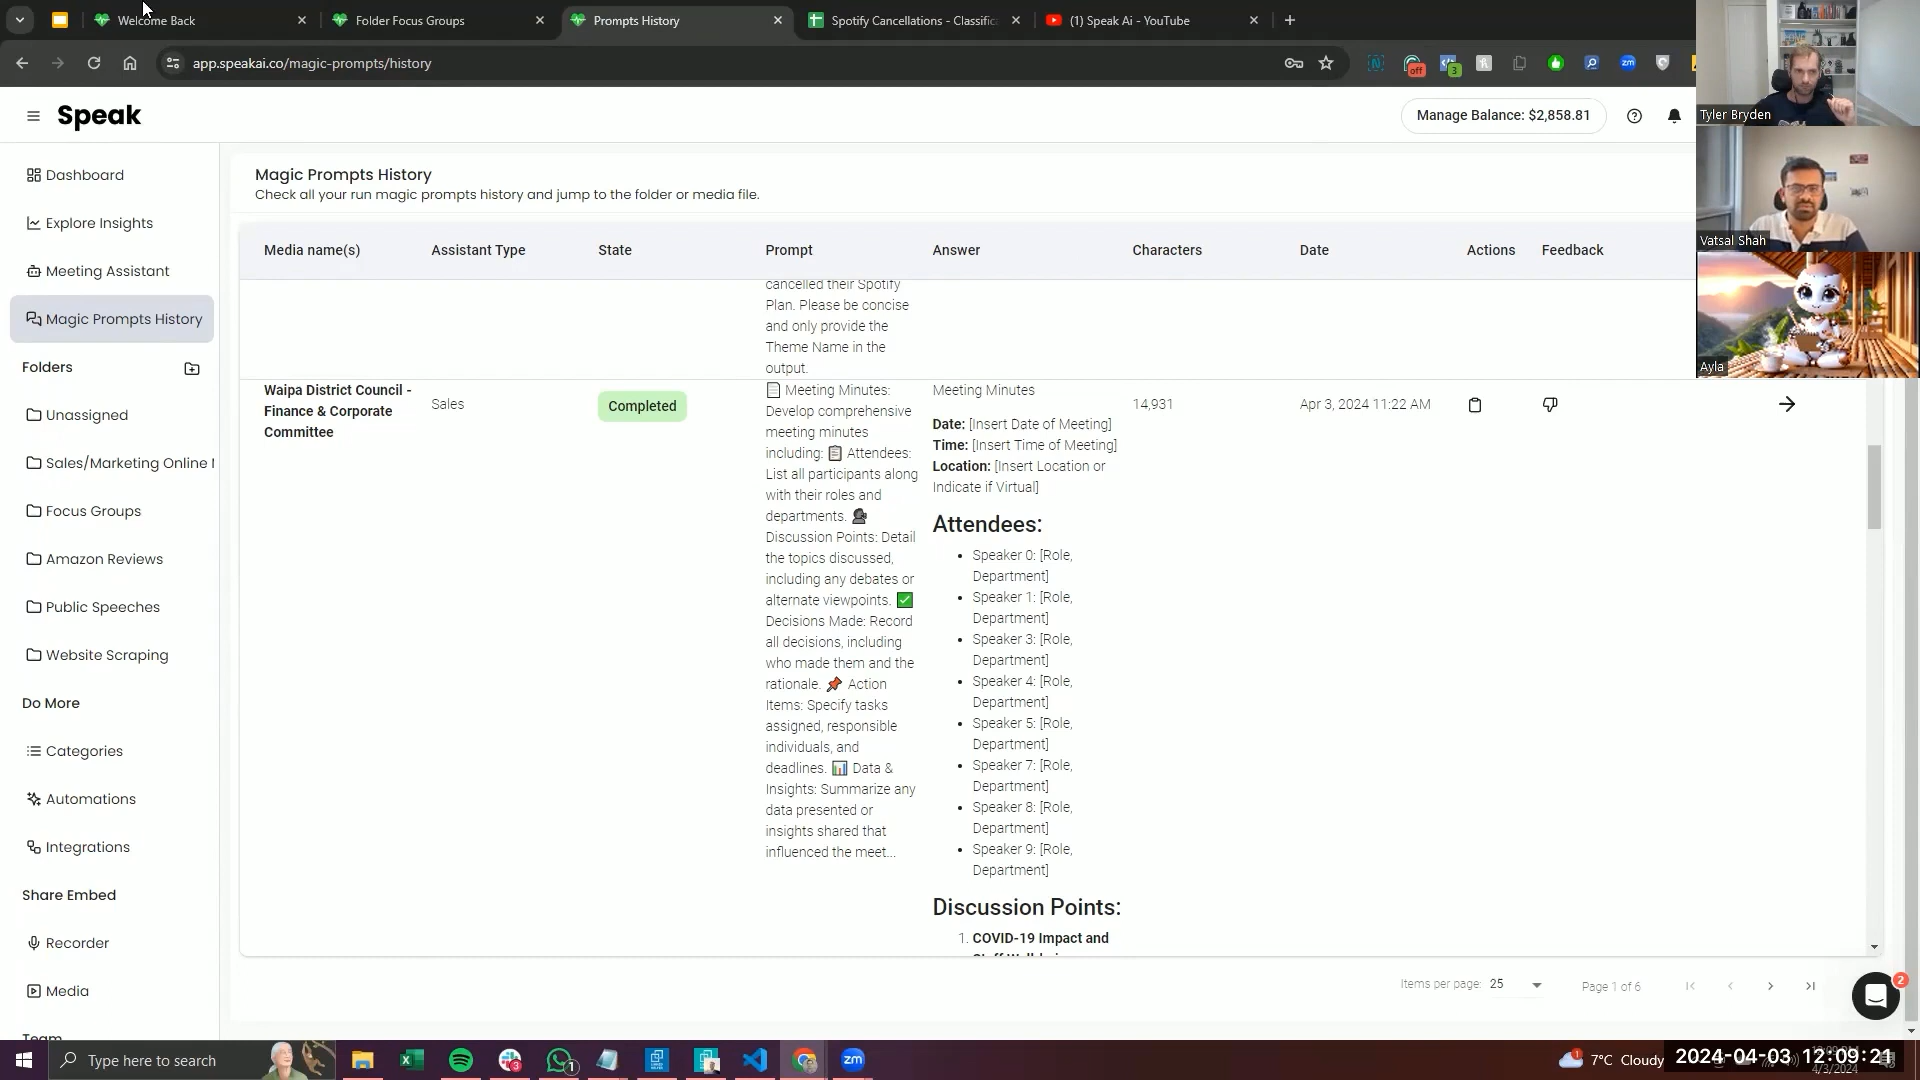 Welcome Back
Folder Focus Groups
Prompts History
Spotify Cancellations - Classific
(1) Speak Ai - YouTube
app.speakai.co/magic-prompts/history
off
3
zm
Tyler Bryden
Vatsal Shah
Ayla
Speak
Manage Balance: $2,858.81
Dashboard
Explore Insights
Meeting Assistant
Magic Prompts History
Folders
Unassigned
Sales/Marketing Online
Focus Groups
Amazon Reviews
Public Speeches
Website Scraping
Do More
Categories
Automations
Integrations
Share Embed
Recorder
Media
Team
Magic Prompts History
Check all your run magic prompts history and jump to the folder or media file.
Media name(s) Assistant Type State Prompt Answer Characters Date Actions Feedback
cancelled their Spotify
Plan. Please be concise
and only provide the
Theme Name in the
output.
Waipa District Council -
Finance & Corporate
Committee
Sales
Completed
📄 Meeting Minutes:
Develop comprehensive
meeting minutes
including: 📋 Attendees:
List all participants along
with their roles and
departments. 🗣
Discussion Points: Detail
the topics discussed,
including any debates or
alternate viewpoints. ✅
Decisions Made: Record
all decisions, including
who made them and the
rationale. 📌 Action
Items: Specify tasks
assigned, responsible
individuals, and
deadlines. 📊 Data &
Insights: Summarize any
data presented or
insights shared that
influenced the meet...
Meeting Minutes
Date: [Insert Date of Meeting]
Time: [Insert Time of Meeting]
Location: [Insert Location or
Indicate if Virtual]
Attendees:
• Speaker 0: [Role,
Department]
• Speaker 1: [Role,
Department]
• Speaker 3: [Role,
Department]
• Speaker 4: [Role,
Department]
• Speaker 5: [Role,
Department]
• Speaker 7: [Role,
Department]
• Speaker 8: [Role,
Department]
• Speaker 9: [Role,
Department]
Discussion Points:
1. COVID-19 Impact and
14,931
Apr 3, 2024 11:22 AM
Items per page: 25
Page 1 of 6
2
Type here to search
3
1
zm
1
7°C Cloudy
2024-04-03 12:09:21
4/3/2024